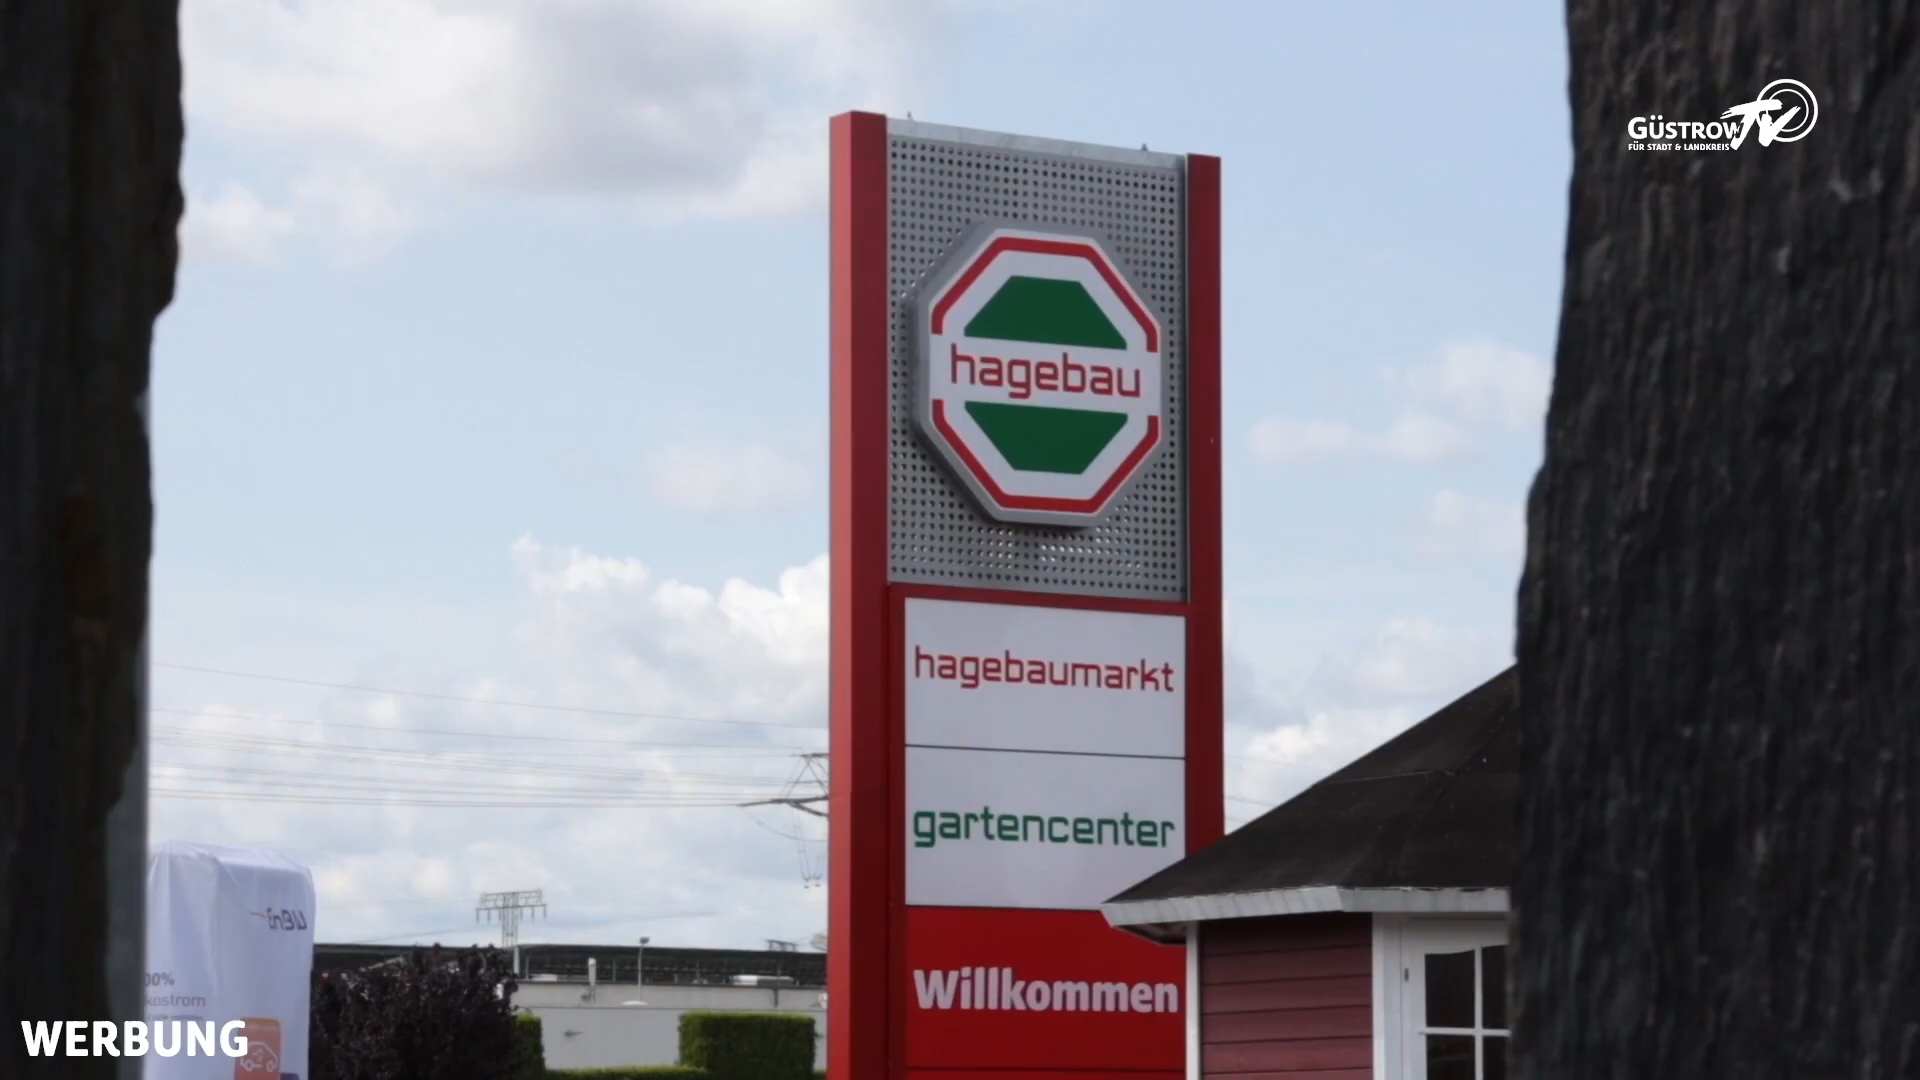 GÜSTROW TV
FÜR STADT & LANDKREIS
hagebau
hagebaumarkt
gartencenter
Willkommen
WERBUNG